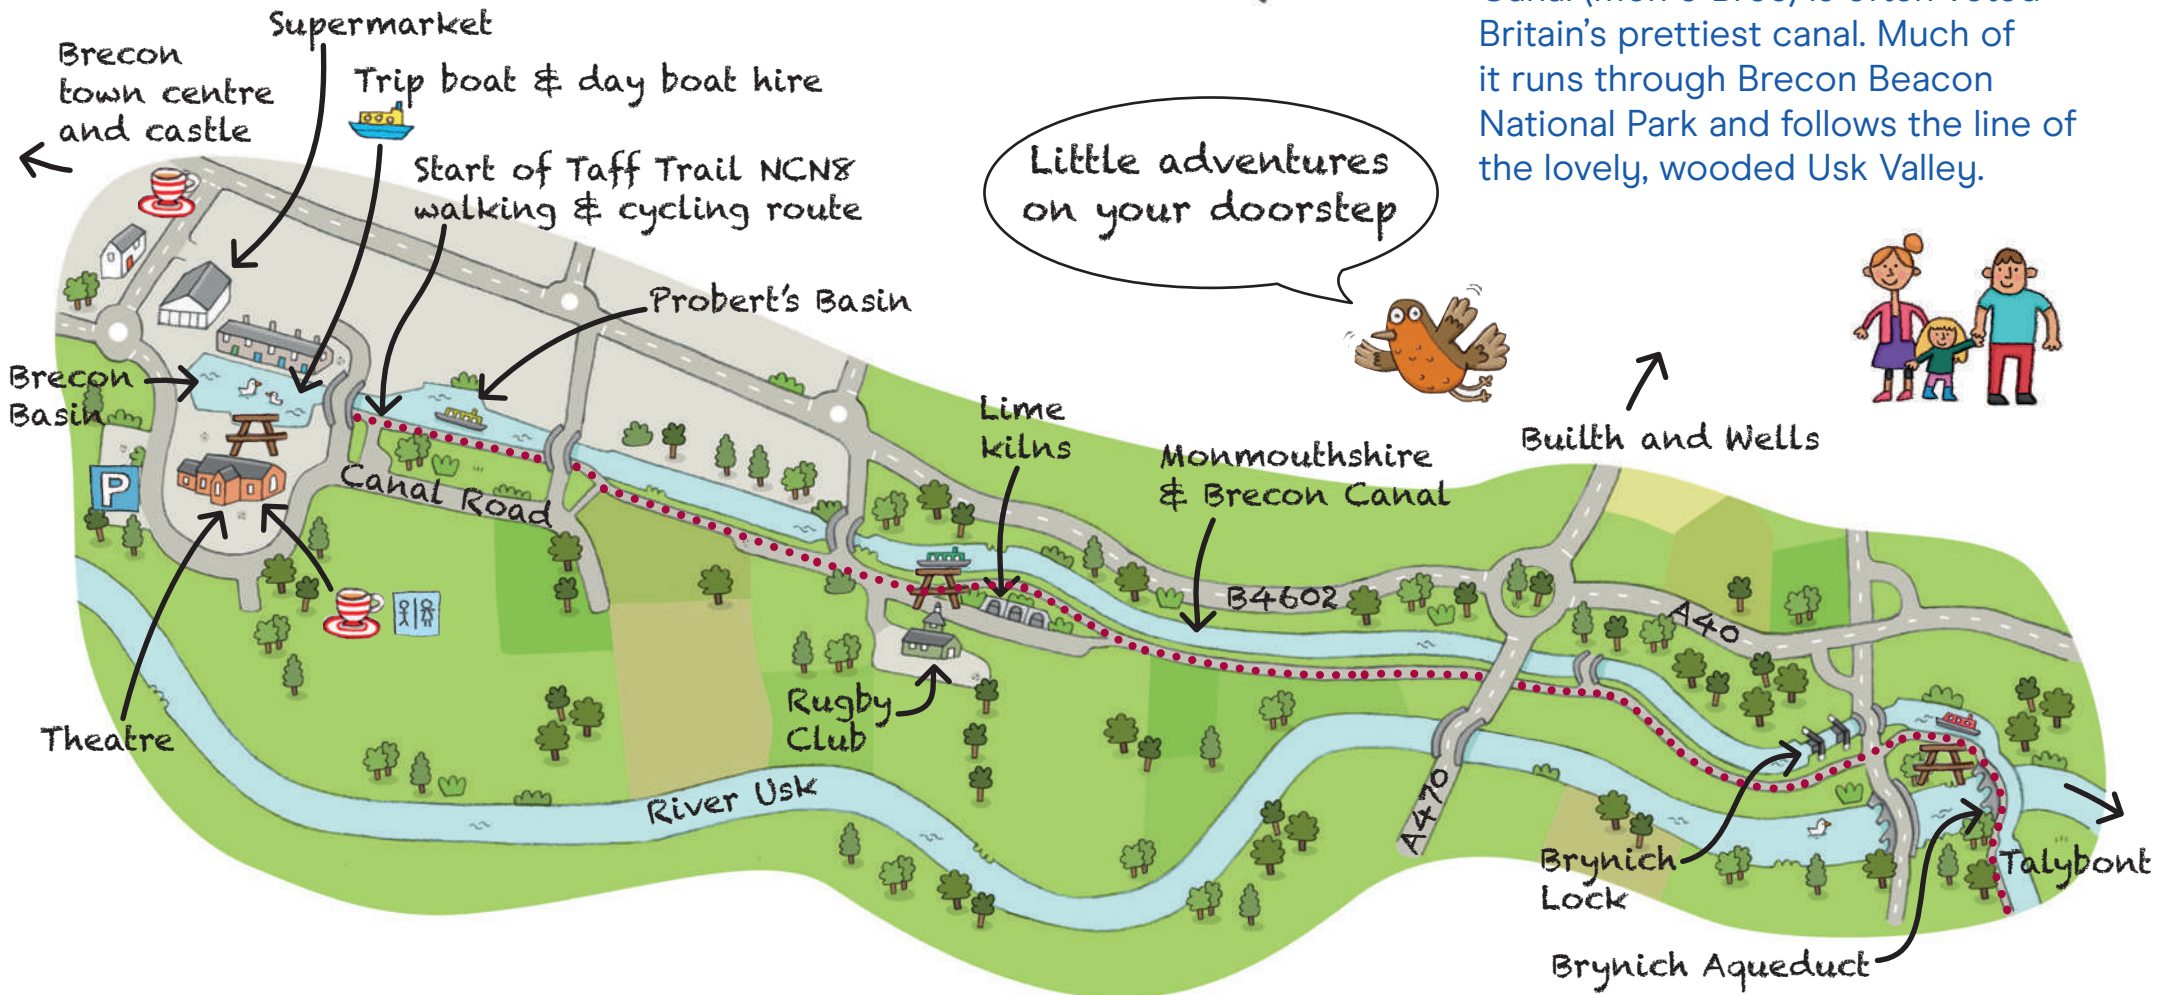 Britain's prettiest canal. Much of
it runs through Brecon Beacon
National Park and follows the line of
the lovely, wooded Usk Valley.
Supermarket
Brecon
town centre
and castle
Trip boat & day boat hire
Start of Taff Trail NCN8
walking & cycling route
Little adventures
on your doorstep
Probert's Basin
Brecon
Basin
P
Canal Road
Theatre
Lime
kilns
Monmouthshire
& Brecon Canal
Builth and Wells
B4602
A40
Rugby
Club
River Usk
A470
Brynich
Lock
Talybont
Brynich Aqueduct